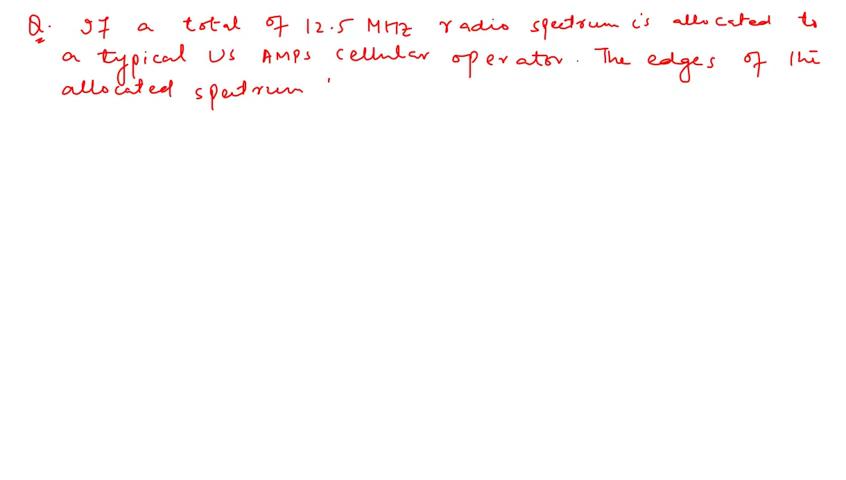 Q. If a total of 12.5 MHz radio spectrum is allocated to
a typical US AMPS cellular operator. The edges of the
allocated spectrum